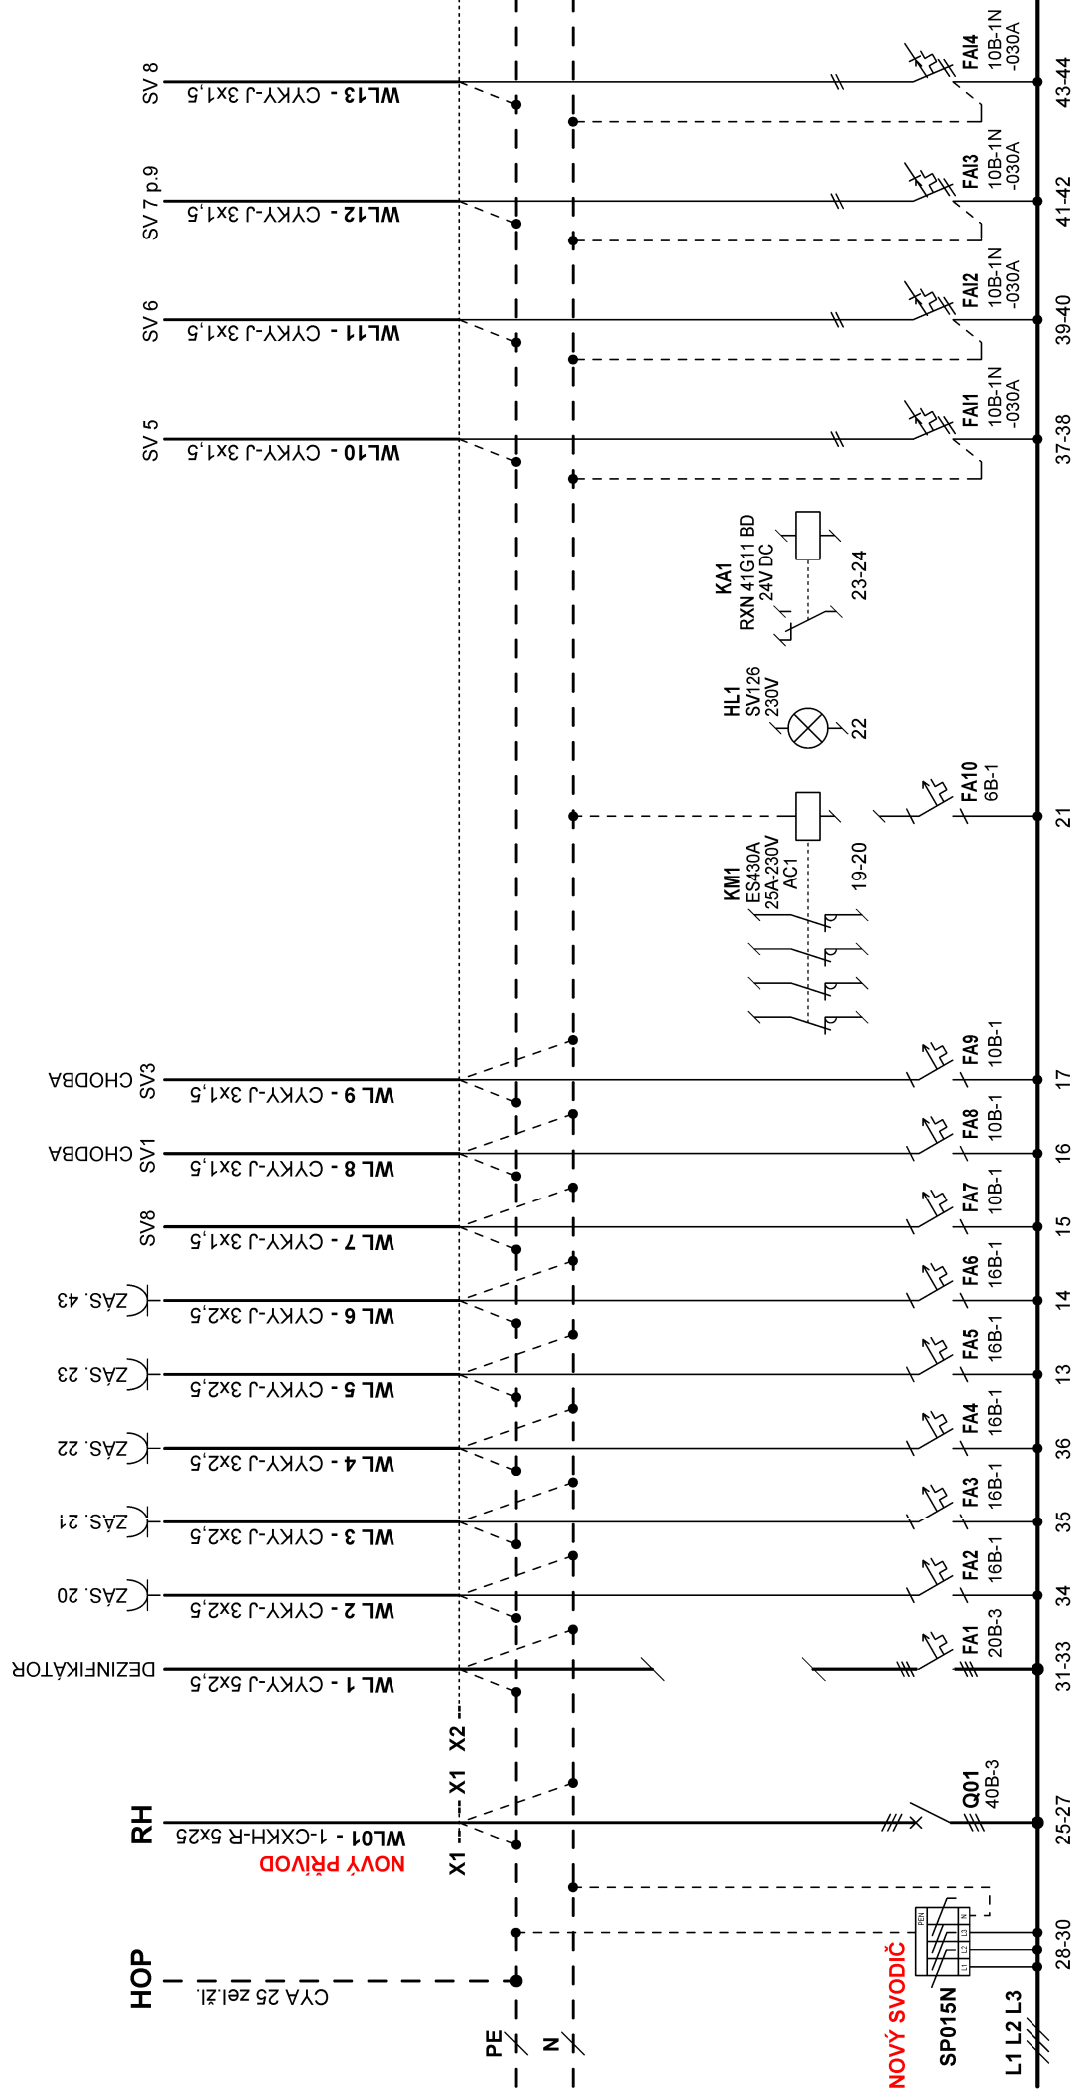 HOP
CYA 25 zel.žl.
RH
WL01 - 1-CXKH-R 5x25
NOVÝ PŘÍVOD
DEZINFIKÁTOR
WL 1 - CYKY-J 5x2,5
ZÁS. 20
WL 2 - CYKY-J 3x2,5
ZÁS. 21
WL 3 - CYKY-J 3x2,5
ZÁS. 22
WL 4 - CYKY-J 3x2,5
ZÁS. 23
WL 5 - CYKY-J 3x2,5
ZÁS. 43
WL 6 - CYKY-J 3x2,5
SV8
WL 7 - CYKY-J 3x1,5
CHODBA
SV1
WL 8 - CYKY-J 3x1,5
CHODBA
SV3
WL 9 - CYKY-J 3x1,5
SV 5
WL10 - CYKY-J 3x1,5
SV 6
WL11 - CYKY-J 3x1,5
SV 7 p.9
WL12 - CYKY-J 3x1,5
SV 8
WL13 - CYKY-J 3x1,5
X1
X1
X2
PE
N
NOVÝ SVODIČ
SP015N
PEN
L1
L2
L3
N
L1 L2 L3
28-30
Q01
40B-3
25-27
FA1
20B-3
31-33
FA2
16B-1
34
FA3
16B-1
35
FA4
16B-1
36
FA5
16B-1
13
FA6
16B-1
14
FA7
10B-1
15
FA8
10B-1
16
FA9
10B-1
17
KM1
ES430A
25A-230V
AC1
19-20
FA10
6B-1
21
HL1
SV126
230V
22
KA1
RXN 41G11 BD
24V DC
23-24
FAI1
10B-1N
-030A
37-38
FAI2
10B-1N
-030A
39-40
FAI3
10B-1N
-030A
41-42
FAI4
10B-1N
-030A
43-44